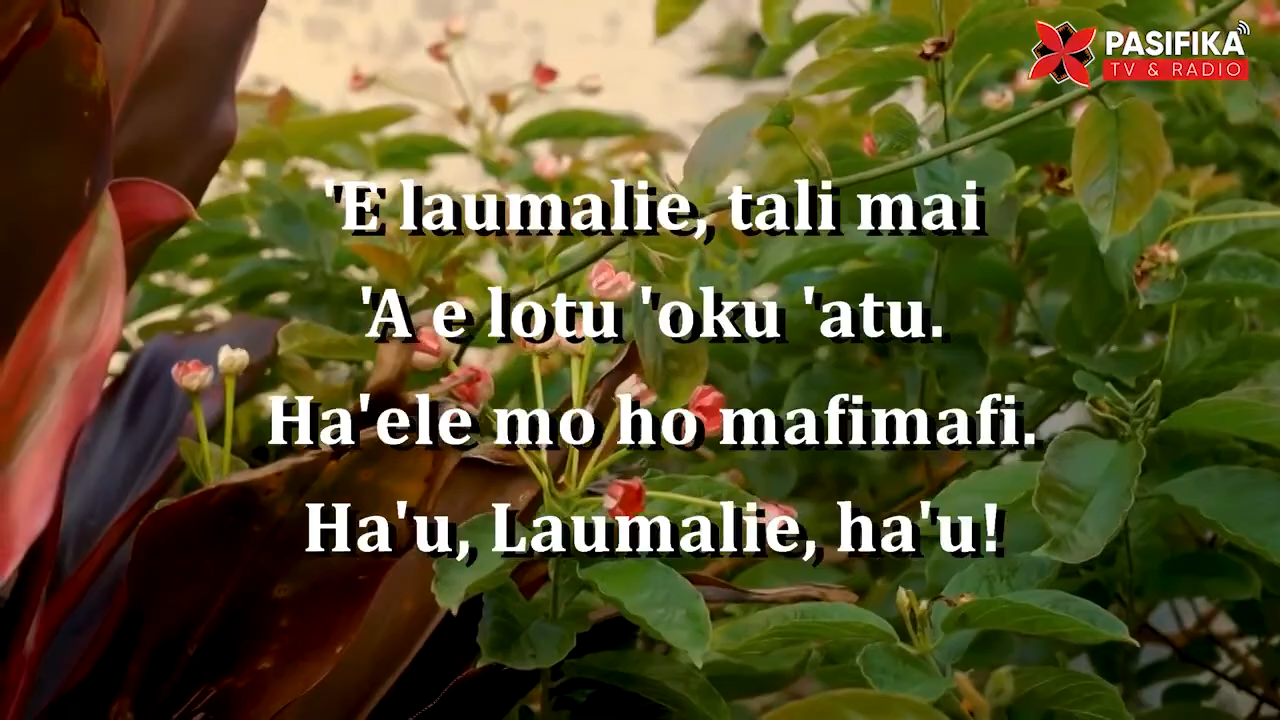 PASIFIKA
TV & RADIO
'E laumalie, tali mai
'A e lotu 'oku 'atu.
Ha'ele mo ho mafimafi.
Ha'u, Laumalie, ha'u!